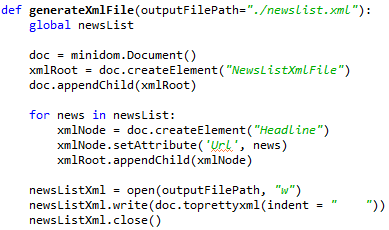 def generateXmlFile(outputFilePath="./newslist.xml"):
    global newsList

    doc = minidom.Document()
    xmlRoot = doc.createElement("NewsListXmlFile")
    doc.appendChild(xmlRoot)

    for news in newsList:
        xmlNode = doc.createElement("Headline")
        xmlNode.setAttribute('Url', news)
        xmlRoot.appendChild(xmlNode)

    newsListXml = open(outputFilePath, "w")
    newsListXml.write(doc.toprettyxml(indent = "    "))
    newsListXml.close()